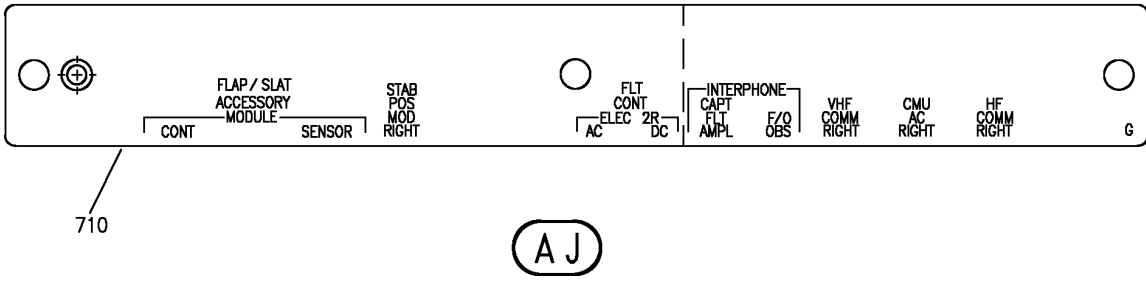 FLAP / SLAT
ACCESSORY
MODULE
CONT SENSOR
STAB
POS
MOD
RIGHT
FLT
CONT
ELEC 2R
AC DC
INTERPHONE
CAPT
FLT F/O
AMPL OBS
VHF
COMM
RIGHT
CMU
AC
RIGHT
HF
COMM
RIGHT
G
710
AJ